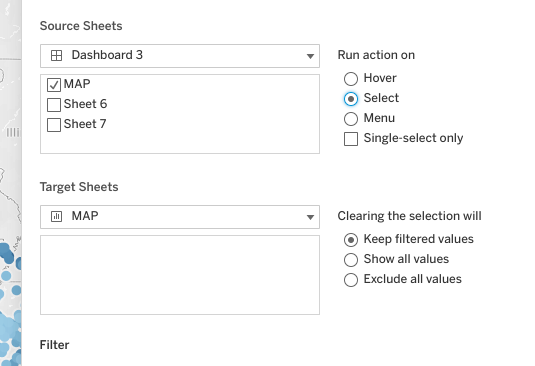 Source Sheets
Dashboard 3
MAP
Sheet 6
Sheet 7
Run action on
Hover
Select
Menu
Single-select only
Target Sheets
MAP
Clearing the selection will
Keep filtered values
Show all values
Exclude all values
Filter